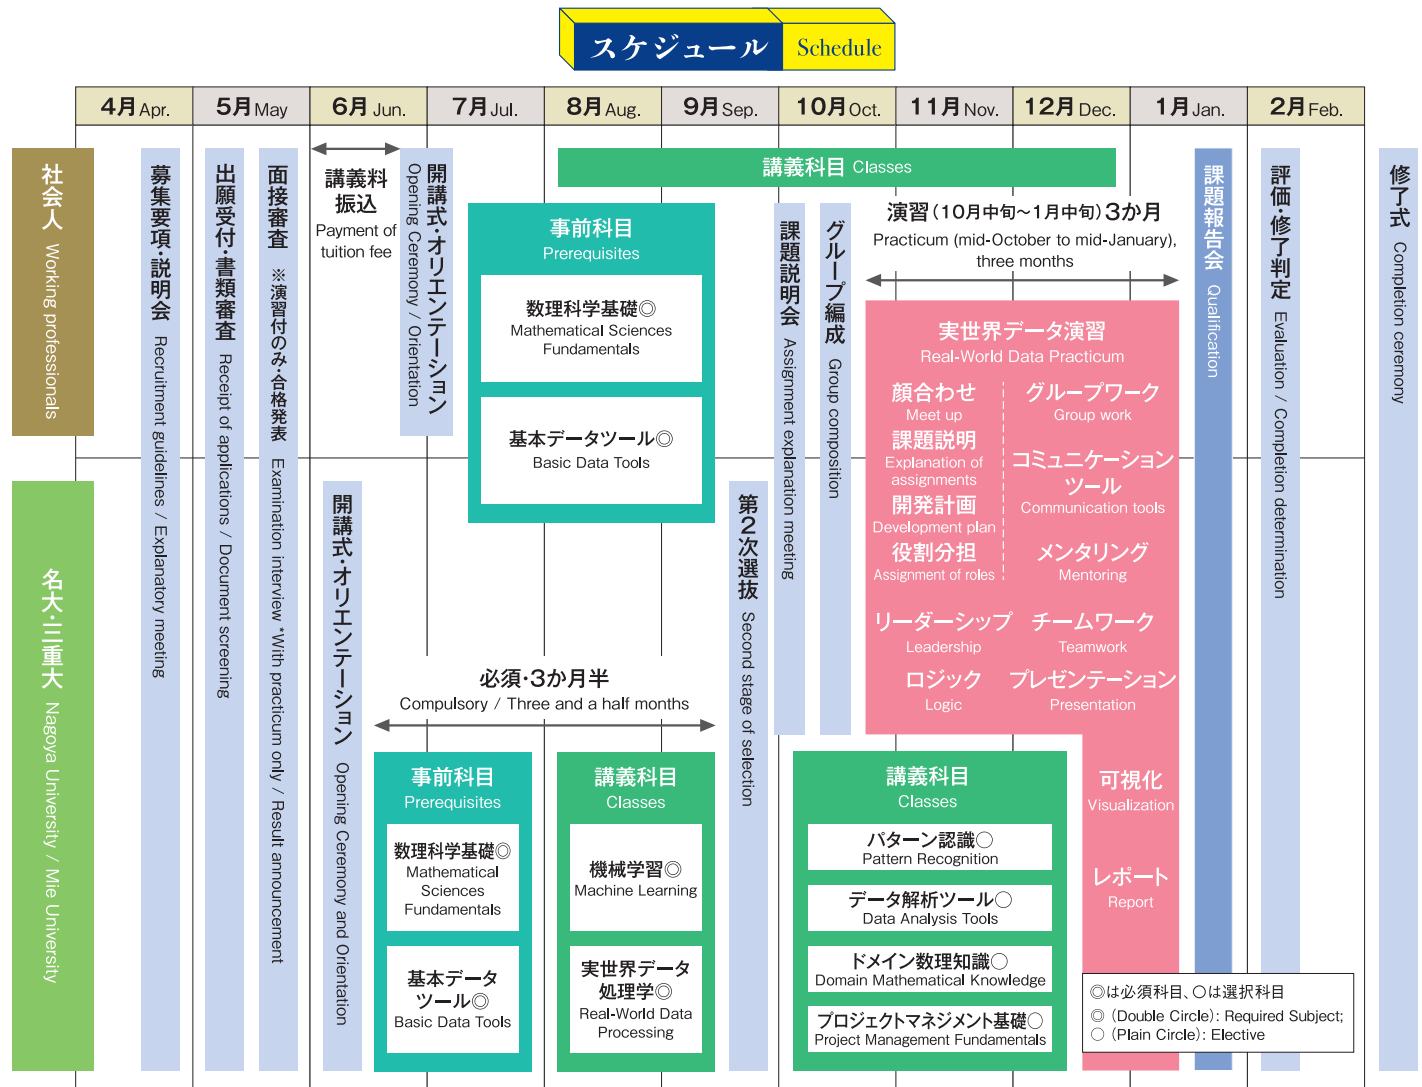 スケジュール Schedule
4月 Apr.
5月 May
6月 Jun.
7月 Jul.
8月 Aug.
9月 Sep.
10月 Oct.
11月 Nov.
12月 Dec.
1月 Jan.
2月 Feb.
社会人 Working professionals
名大・三重大 Nagoya University / Mie University
募集要項・説明会 Recruitment guidelines / Explanatory meeting
出願受付・書類審査 Receipt of applications / Document screening
面接審査 ※演習付のみ・合格発表 Examination interview *With practicum only / Result announcement
講義料
振込
Payment of
tuition fee
開講式・オリエンテーション
Opening Ceremony / Orientation
開講式・オリエンテーション Opening Ceremony and Orientation
事前科目
Prerequisites
数理科学基礎◎
Mathematical Sciences
Fundamentals
基本データツール◎
Basic Data Tools
講義科目 Classes
必須・3か月半
Compulsory / Three and a half months
事前科目
Prerequisites
数理科学基礎◎
Mathematical
Sciences
Fundamentals
基本データ
ツール◎
Basic Data Tools
講義科目
Classes
機械学習◎
Machine Learning
実世界データ
処理学◎
Real-World Data
Processing
第2次選抜 Second stage of selection
課題説明会 Assignment explanation meeting
グループ編成 Group composition
演習（10月中旬〜1月中旬）3か月
Practicum (mid-October to mid-January),
three months
実世界データ演習
Real-World Data Practicum
顔合わせ
Meet up
課題説明
Explanation of
assignments
開発計画
Development plan
役割分担
Assignment of roles
グループワーク
Group work
コミュニケーション
ツール
Communication tools
メンタリング
Mentoring
リーダーシップ
Leadership
チームワーク
Teamwork
ロジック
Logic
プレゼンテーション
Presentation
可視化
Visualization
レポート
Report
講義科目
Classes
パターン認識○
Pattern Recognition
データ解析ツール○
Data Analysis Tools
ドメイン数理知識○
Domain Mathematical Knowledge
プロジェクトマネジメント基礎○
Project Management Fundamentals
課題報告会 Qualification
評価・修了判定 Evaluation / Completion determination
修了式 Completion ceremony
◎は必須科目、○は選択科目
◎ (Double Circle): Required Subject;
○ (Plain Circle): Elective